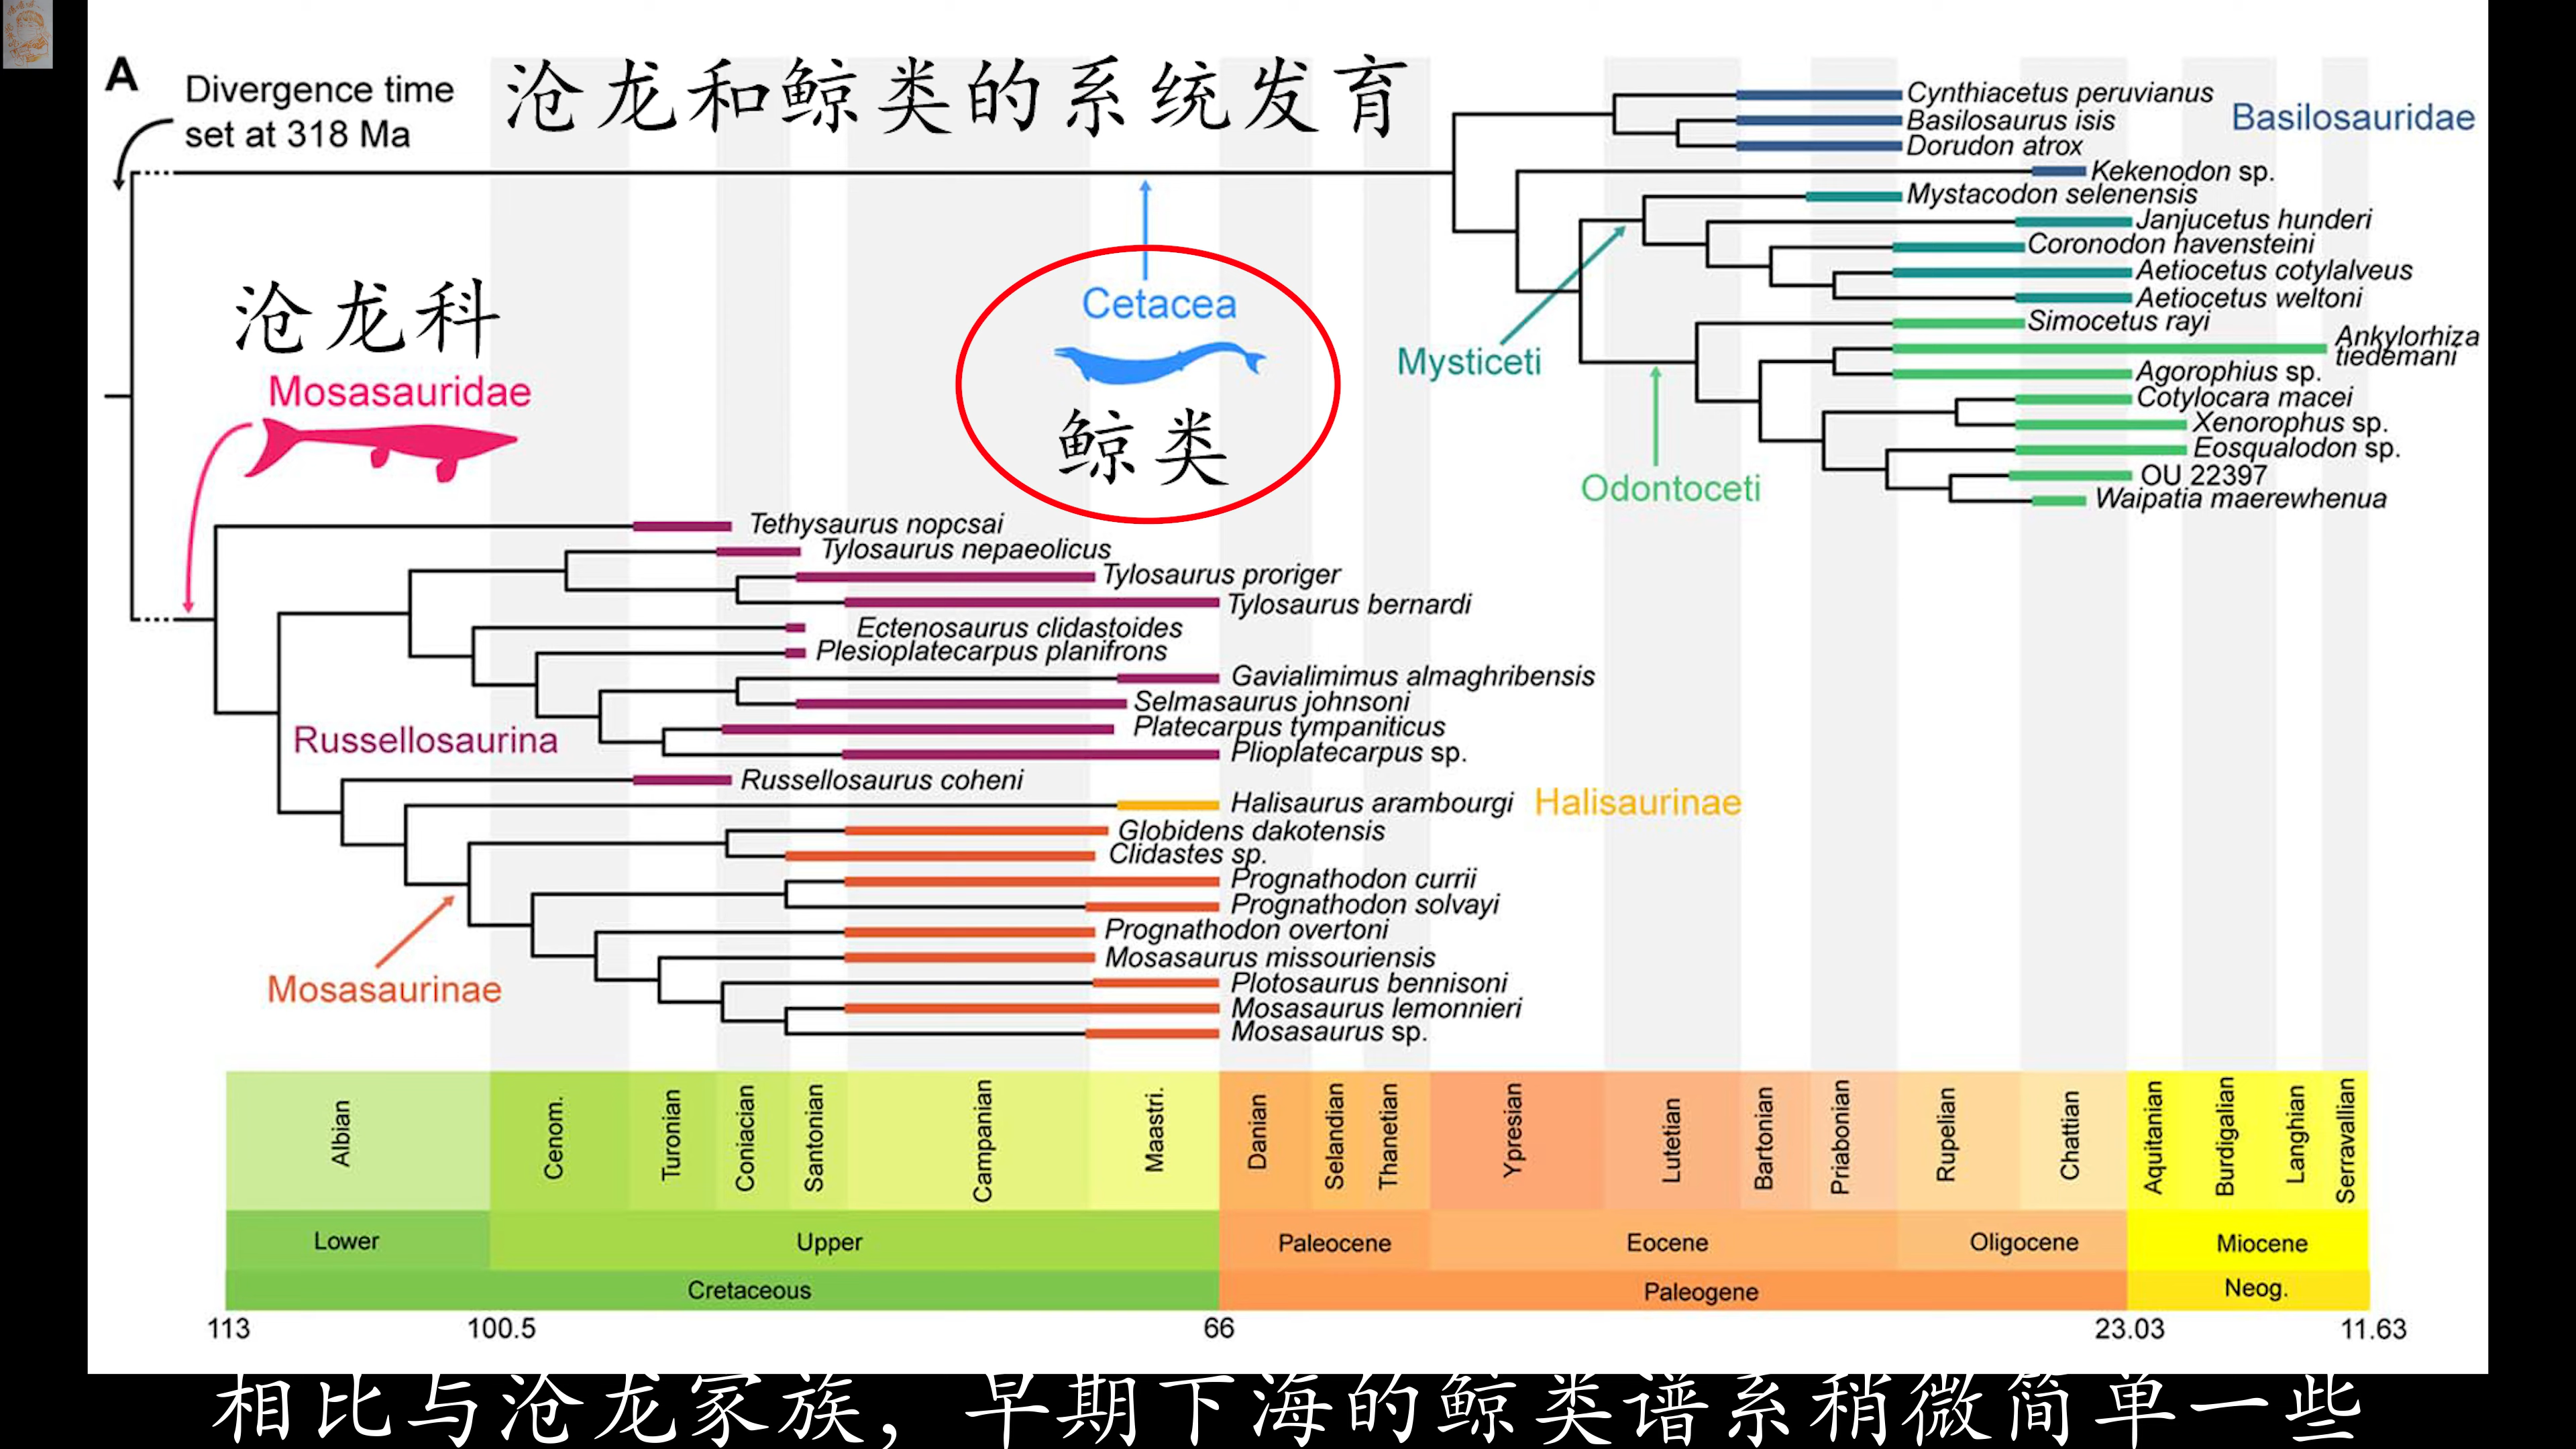 A
Divergence time
set at 318 Ma
沧龙和鲸类的系统发育
Cynthiacetus peruvianus
Basilosaurus isis
Basilosauridae
Dorudon atrox
Kekenodon sp.
Mystacodon selenensis
Janjucetus hunderi
Coronodon havensteini
Aetiocetus cotylalveus
Aetiocetus weltoni
Simocetus rayi
Ankylorhiza
tiedemani
Agorophius sp.
Cotylocara macei
Xenorophus sp.
Eosqualodon sp.
OU 22397
Waipatia maerewhenua
Mysticeti
Odontoceti
Cetacea
鲸类
沧龙科
Mosasauridae
Tethysaurus nopcsai
Tylosaurus nepaeolicus
Tylosaurus proriger
Tylosaurus bernardi
Ectenosaurus clidastoides
Plesioplatecarpus planifrons
Gavialimimus almaghribensis
Selmasaurus johnsoni
Platecarpus tympaniticus
Russellosaurina
Plioplatecarpus sp.
Russellosaurus coheni
Halisaurus arambourgi
Halisaurinae
Globidens dakotensis
Clidastes sp.
Prognathodon currii
Prognathodon solvayi
Prognathodon overtoni
Mosasaurus missouriensis
Mosasaurinae
Plotosaurus bennisoni
Mosasaurus lemonnieri
Mosasaurus sp.
Albian Cenom. Turonian Coniacian Santonian Campanian Maastri. Danian Selandian Thanetian Ypresian Lutetian Bartonian Priabonian Rupelian Chattian Aquitanian Burdigalian Langhian Serravallian
Lower Upper Paleocene Eocene Oligocene Miocene
Cretaceous Paleogene Neog.
113 100.5 66 23.03 11.63
相比与沧龙家族，早期下海的鲸类谱系稍微简单一些